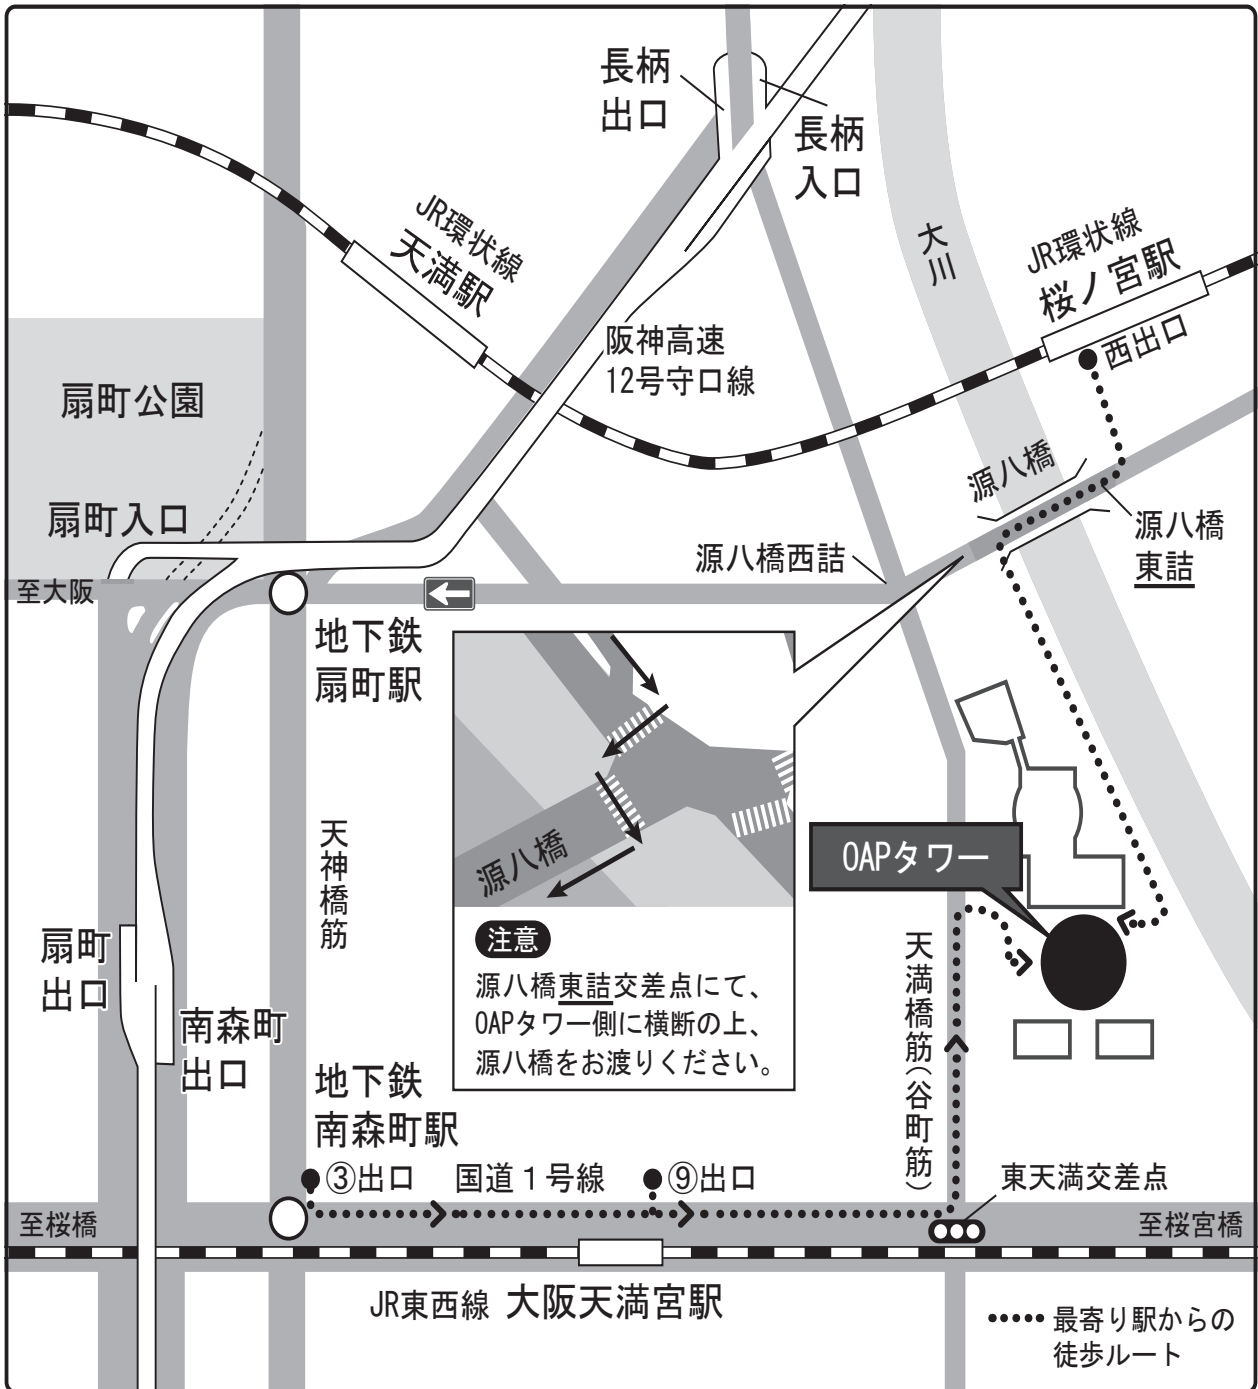 長柄
出口
長柄
入口
JR環状線
天満駅
大川
JR環状線
桜ノ宮駅
西出口
阪神高速
12号守口線
扇町公園
扇町入口
源八橋
源八橋西詰
源八橋
東詰
至大阪
地下鉄
扇町駅
天神橋筋
源八橋
OAPタワー
注意
源八橋東詰交差点にて、
OAPタワー側に横断の上、
源八橋をお渡りください。
扇町
出口
南森町
出口
天満橋筋(谷町筋)
地下鉄
南森町駅
③出口
国道1号線
⑨出口
東天満交差点
至桜橋
至桜宮橋
JR東西線 大阪天満宮駅
最寄り駅からの
徒歩ルート